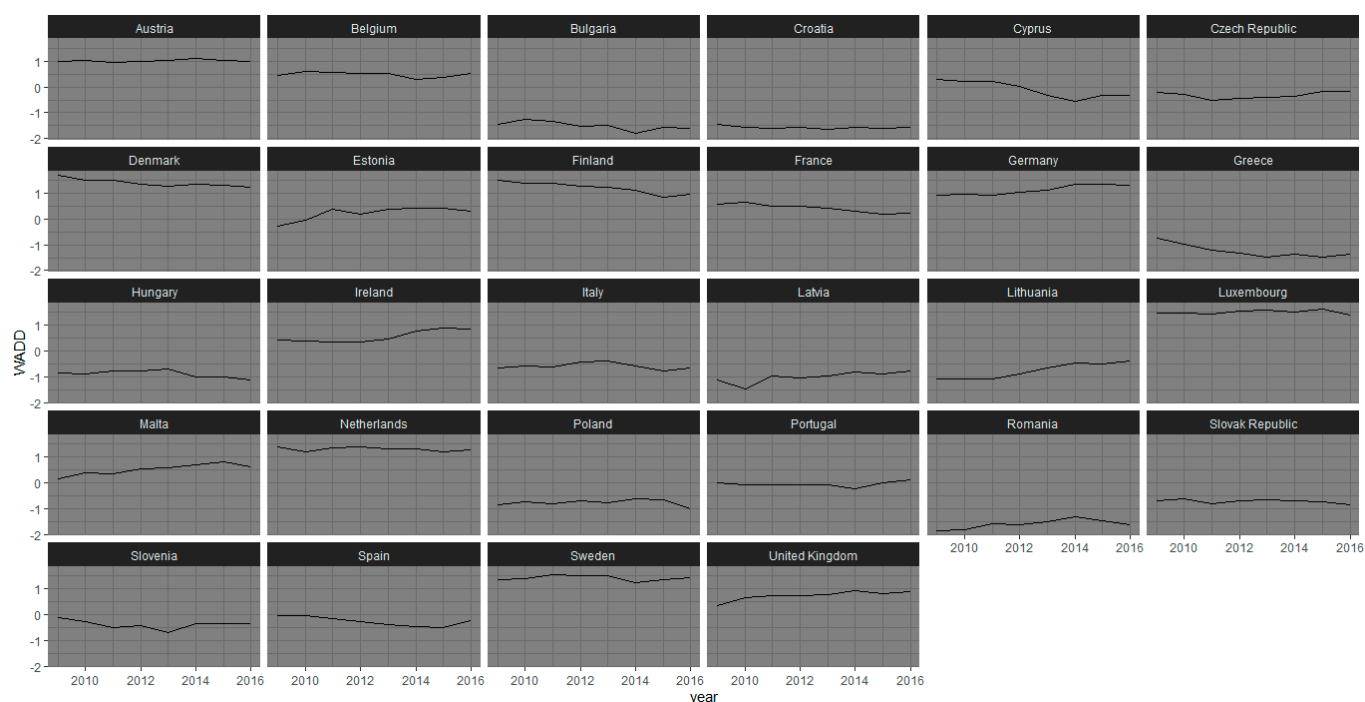 Austria Belgium Bulgaria Croatia Cyprus Czech Republic
1
0
-1
-2
Denmark Estonia Finland France Germany Greece
1
0
-1
-2
Hungary Ireland Italy Latvia Lithuania Luxembourg
1
0
-1
-2
WADD
Malta Netherlands Poland Portugal Romania Slovak Republic
1
0
-1
-2
2010 2012 2014 2016 2010 2012 2014 2016
Slovenia Spain Sweden United Kingdom
1
0
-1
-2
2010 2012 2014 2016 2010 2012 2014 2016 2010 2012 2014 2016 2010 2012 2014 2016
year